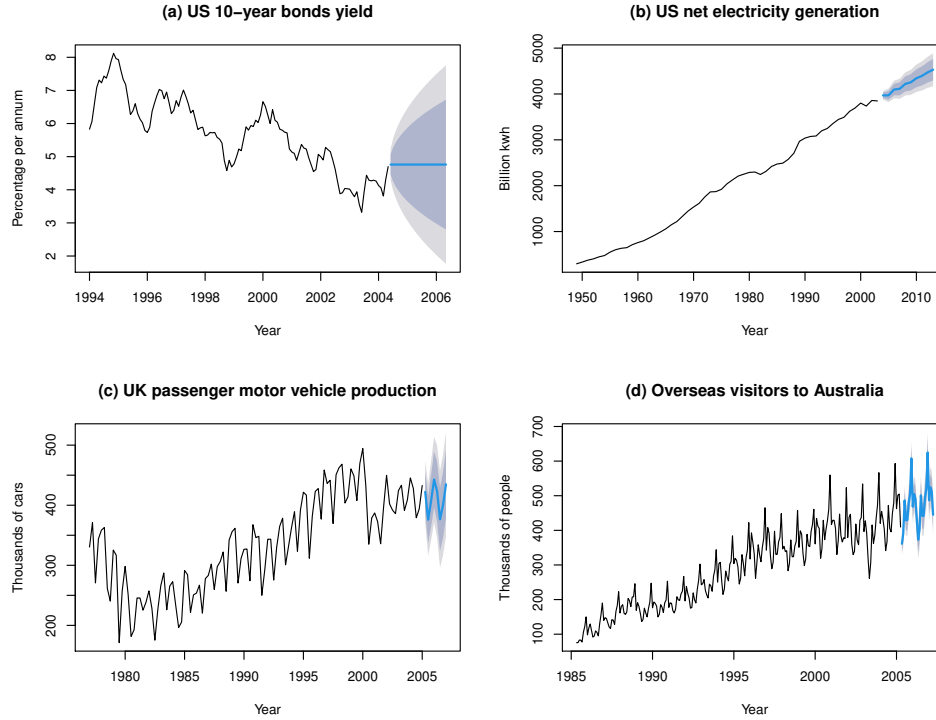 (a) US 10−year bonds yield
Percentage per annum
8
7
6
5
4
3
2
1994 1996 1998 2000 2002 2004 2006
Year
(b) US net electricity generation
Billion kwh
5000
4000
3000
2000
1000
1950 1960 1970 1980 1990 2000 2010
Year
(c) UK passenger motor vehicle production
Thousands of cars
500
400
300
200
1980 1985 1990 1995 2000 2005
Year
(d) Overseas visitors to Australia
Thousands of people
700
600
500
400
300
200
100
1985 1990 1995 2000 2005
Year